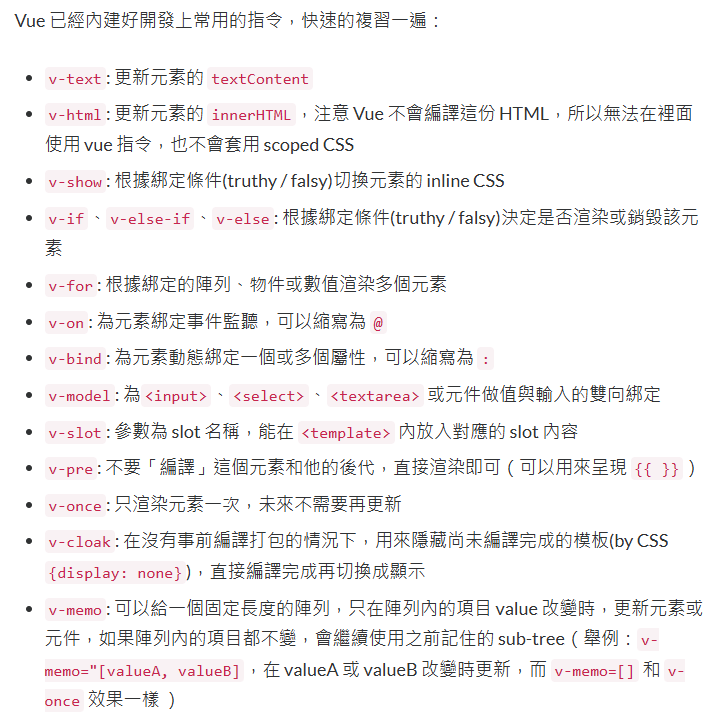 Vue 已經內建好開發上常用的指令，快速的複習一遍：
v-text：更新元素的 textContent
v-html：更新元素的 innerHTML，注意 Vue 不會編譯這份 HTML，所以無法在裡面
使用 vue 指令，也不會套用 scoped CSS
v-show：根據綁定條件(truthy / falsy)切換元素的 inline CSS
v-if、v-else-if、v-else：根據綁定條件(truthy / falsy)決定是否渲染或銷毀該元
素
v-for：根據綁定的陣列、物件或數值渲染多個元素
v-on：為元素綁定事件監聽，可以縮寫為 @
v-bind：為元素動態綁定一個或多個屬性，可以縮寫為 :
v-model：為 <input>、<select>、<textarea> 或元件做值與輸入的雙向綁定
v-slot：參數為 slot 名稱，能在 <template> 內放入對應的 slot 內容
v-pre：不要「編譯」這個元素和他的後代，直接渲染即可（可以用來呈現 {{ }}）
v-once：只渲染元素一次，未來不需要再更新
v-cloak：在沒有事前編譯打包的情況下，用來隱藏尚未編譯完成的模板(by CSS
{display: none})，直接編譯完成再切換成顯示
v-memo：可以給一個固定長度的陣列，只在陣列內的項目 value 改變時，更新元素或
元件，如果陣列內的項目都不變，會繼續使用之前記住的 sub-tree（舉例：v-
memo="[valueA, valueB]，在 valueA 或 valueB 改變時更新，而 v-memo=[] 和 v-
once 效果一樣）